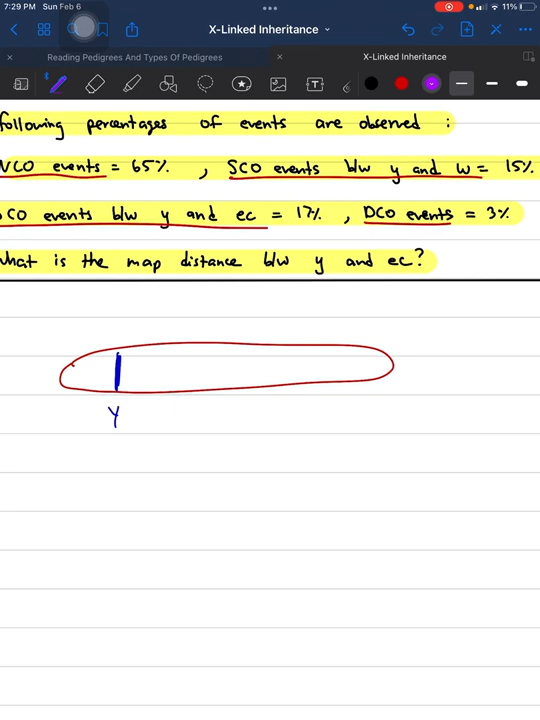 7:29 PM Sun Feb 6
11%
X-Linked Inheritance
Reading Pedigrees And Types Of Pedigrees
X-Linked Inheritance
following percentages of events are observed :
NCO events = 65% , SCO events b/w y and w = 15%
CO events b/w y and ec = 17% , DCO events = 3%
what is the map distance b/w y and ec?
Y